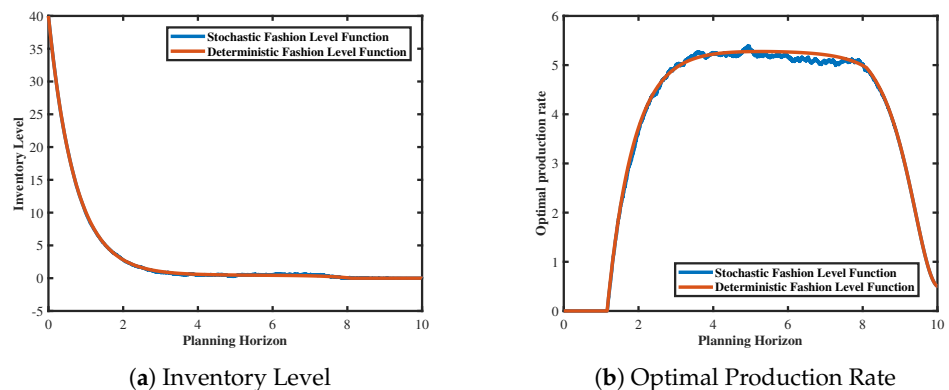 40
35
30
25
20
15
10
5
0
-5
Inventory Level
Stochastic Fashion Level Function
Deterministic Fashion Level Function
0 2 4 6 8 10
Planning Horizon
(a) Inventory Level
6
5
4
3
2
1
0
Optimal production rate
Stochastic Fashion Level Function
Deterministic Fashion Level Function
0 2 4 6 8 10
Planning Horizon
(b) Optimal Production Rate